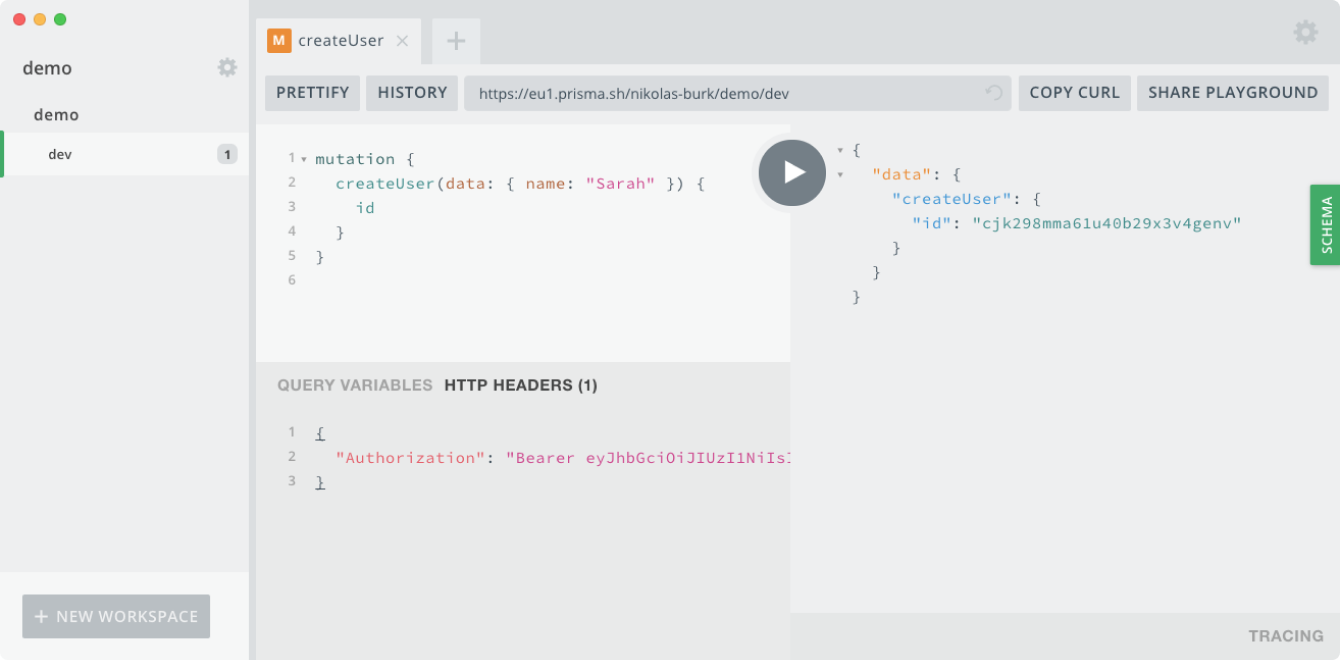 demo
demo
dev 1
NEW WORKSPACE
M createUser
PRETTIFY HISTORY https://eu1.prisma.sh/nikolas-burk/demo/dev COPY CURL SHARE PLAYGROUND
1 mutation {
2 createUser(data: { name: "Sarah" }) {
3 id
4 }
5 }
6
QUERY VARIABLES HTTP HEADERS (1)
1 {
2 "Authorization": "Bearer eyJhbGciOiJIUzI1NiIsI
3 }
{
"data": {
"createUser": {
"id": "cjk298mma61u40b29x3v4genv"
}
}
}
SCHEMA
TRACING